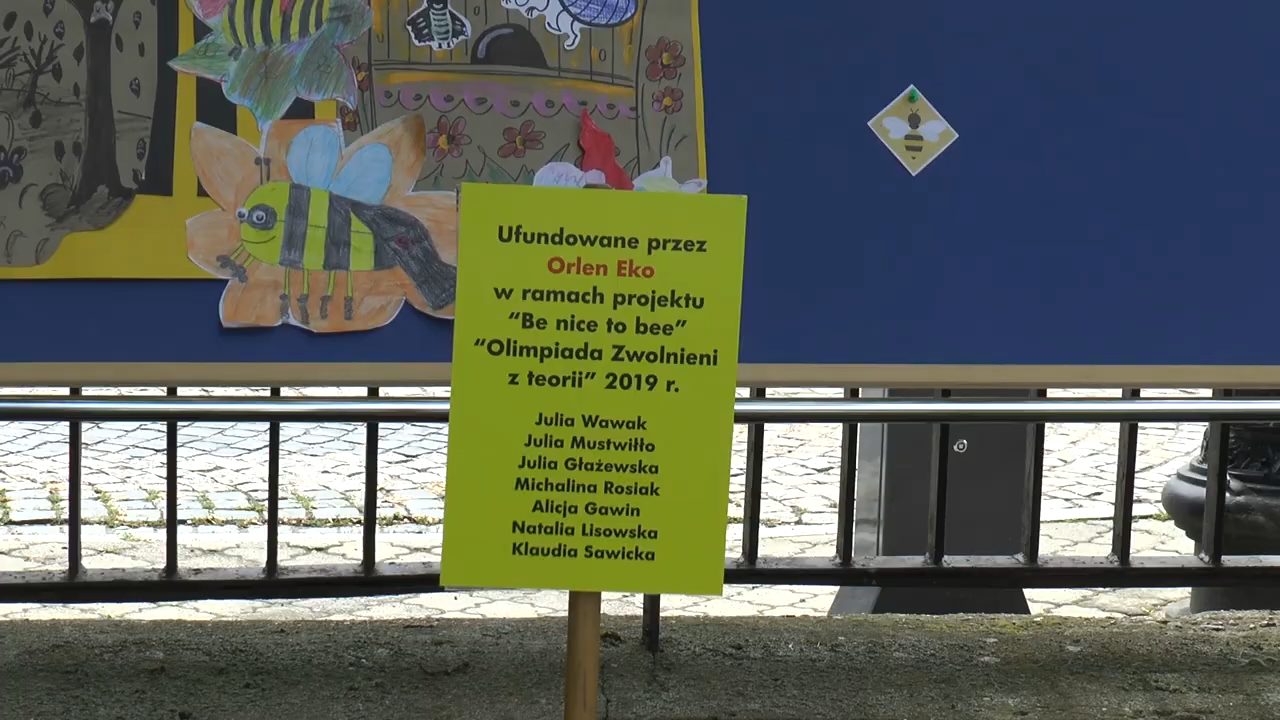 Ufundowane przez
Orlen Eko
w ramach projektu
“Be nice to bee”
“Olimpiada Zwolnieni
z teorii” 2019 r.
Julia Wawak
Julia Mustwiłło
Julia Głażewska
Michalina Rosiak
Alicja Gawin
Natalia Lisowska
Klaudia Sawicka